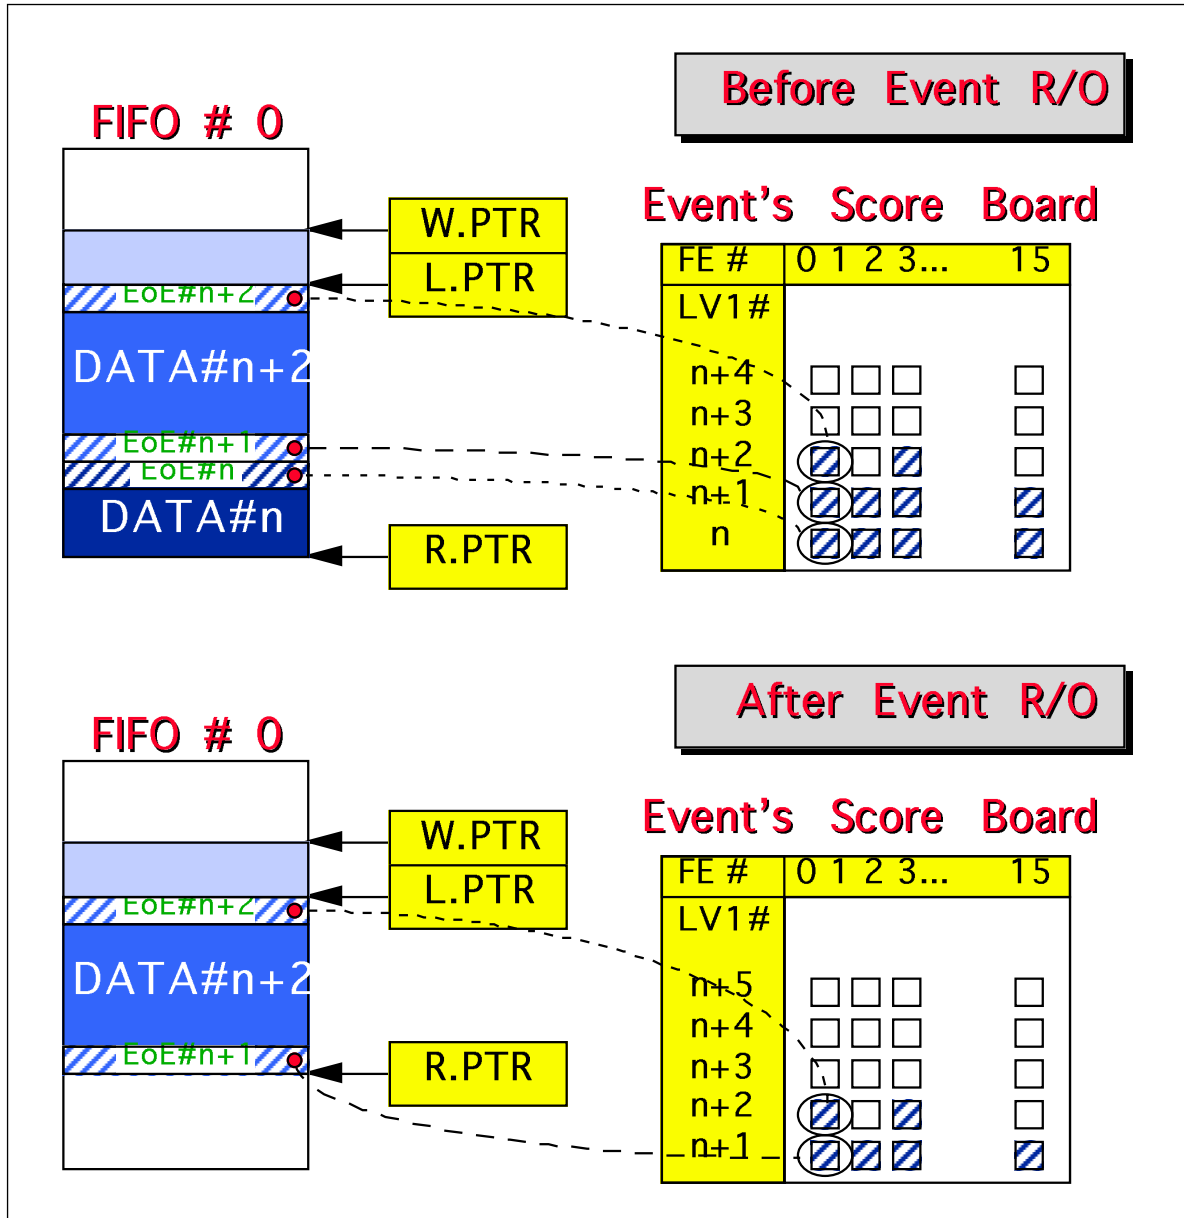 Before Event R/O
FIFO # 0
W.PTR
L.PTR
EoE#n+2
DATA#n+2
EoE#n+1
EoE#n
DATA#n
R.PTR
Event's Score Board
FE # 0 1 2 3... 15
LV1#
n+4
n+3
n+2
n+1
n
After Event R/O
FIFO # 0
W.PTR
L.PTR
EoE#n+2
DATA#n+2
EoE#n+1
R.PTR
Event's Score Board
FE # 0 1 2 3... 15
LV1#
n+5
n+4
n+3
n+2
n+1